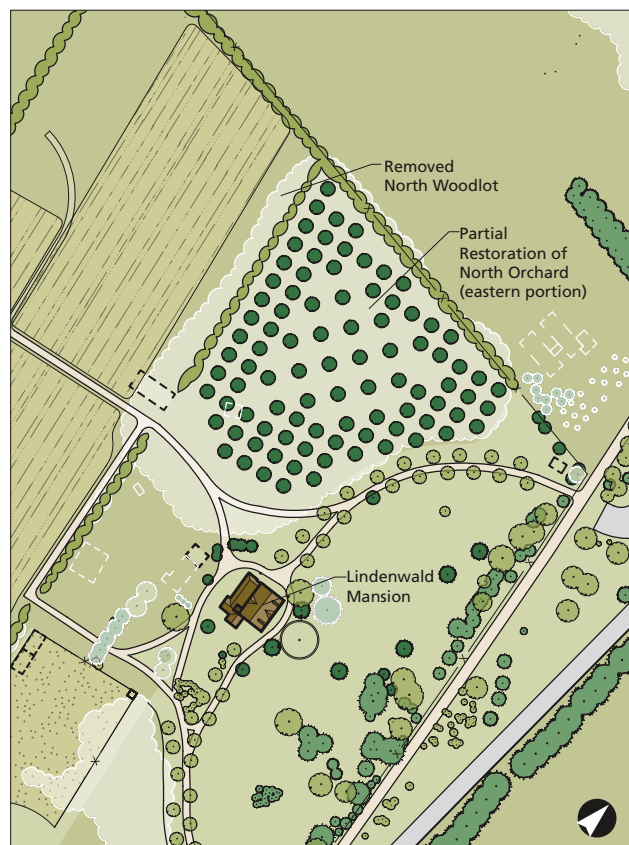 Removed
North Woodlot
Partial
Restoration of
North Orchard
(eastern portion)
Lindenwald
Mansion